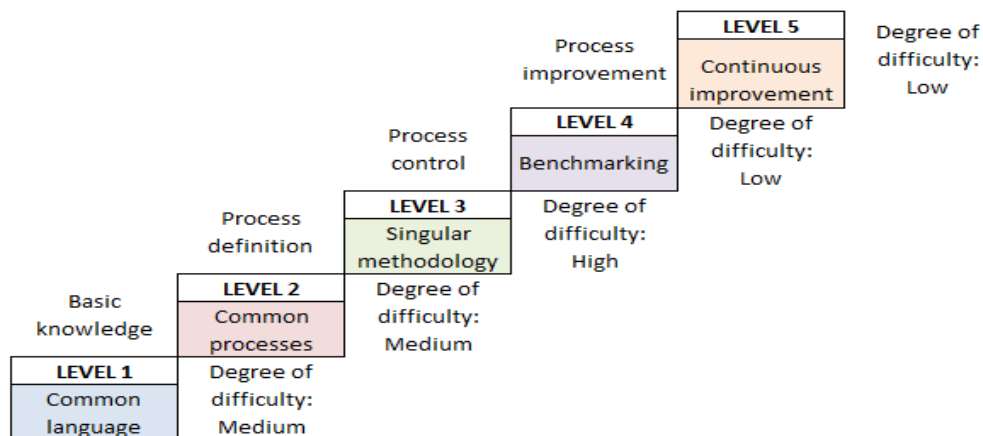 LEVEL 5
Continuous
improvement
Degree of
difficulty:
Low
Process
improvement
LEVEL 4
Benchmarking
Degree of
difficulty:
Low
Process
control
LEVEL 3
Singular
methodology
Degree of
difficulty:
High
Process
definition
LEVEL 2
Common
processes
Degree of
difficulty:
Medium
Basic
knowledge
LEVEL 1
Common
language
Degree of
difficulty:
Medium